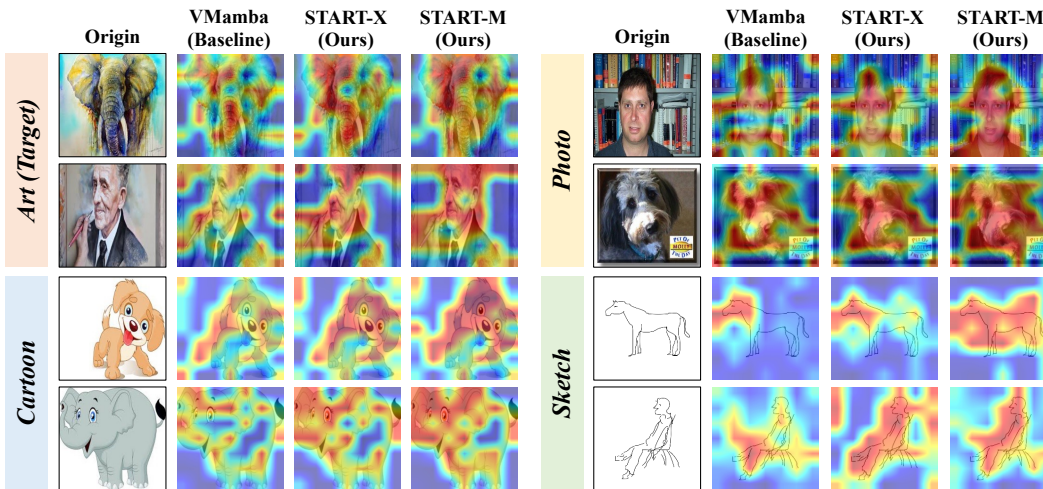 Origin
VMamba
(Baseline)
START-X
(Ours)
START-M
(Ours)
Origin
VMamba
(Baseline)
START-X
(Ours)
START-M
(Ours)
Art (Target)
Photo
Cartoon
Sketch